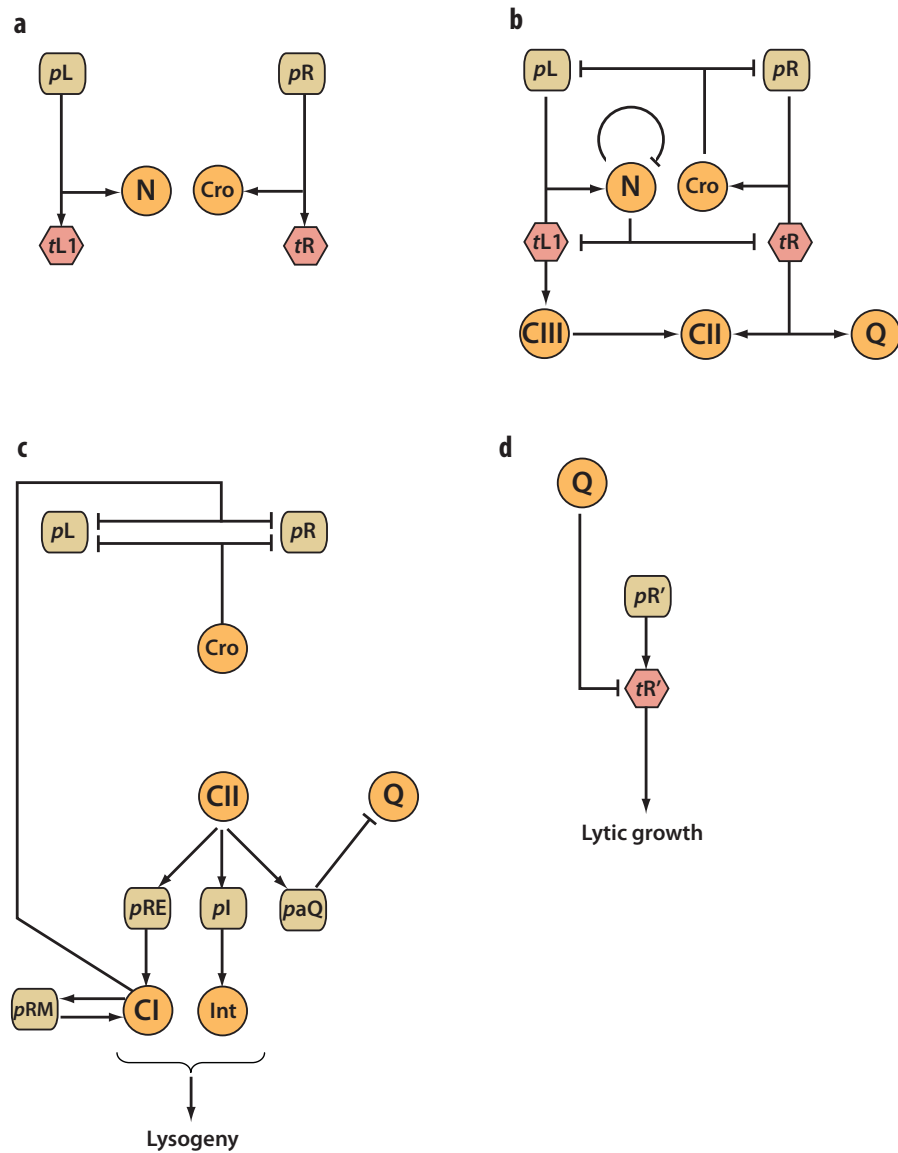 a
pL
pR
N
Cro
tL1
tR
b
pL
pR
N
Cro
tL1
tR
CIII
CII
Q
c
pL
pR
Cro
CII
Q
pRE
pI
paQ
pRM
CI
Int
Lysogeny
d
Q
pR’
tR’
Lytic growth